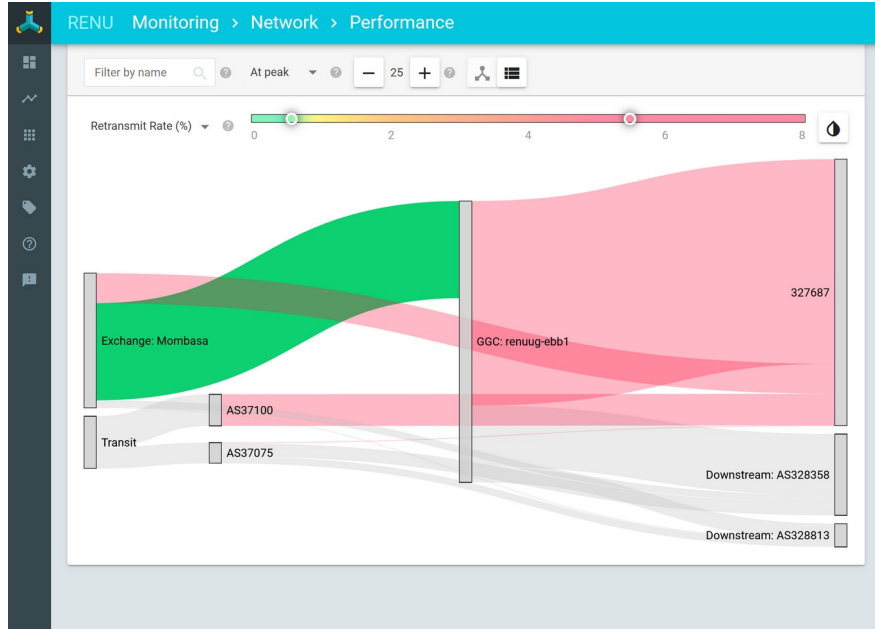 RENU Monitoring > Network > Performance
Filter by name At peak 25
Retransmit Rate (%)
0 2 4 6 8
327687
Exchange: Mombasa
GGC: renuug-ebb1
AS37100
Transit
AS37075
Downstream: AS328358
Downstream: AS328813